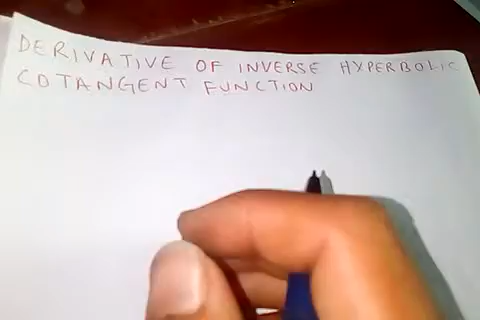 DERIVATIVE OF INVERSE HYPERBOLIC
COTANGENT FUNCTION